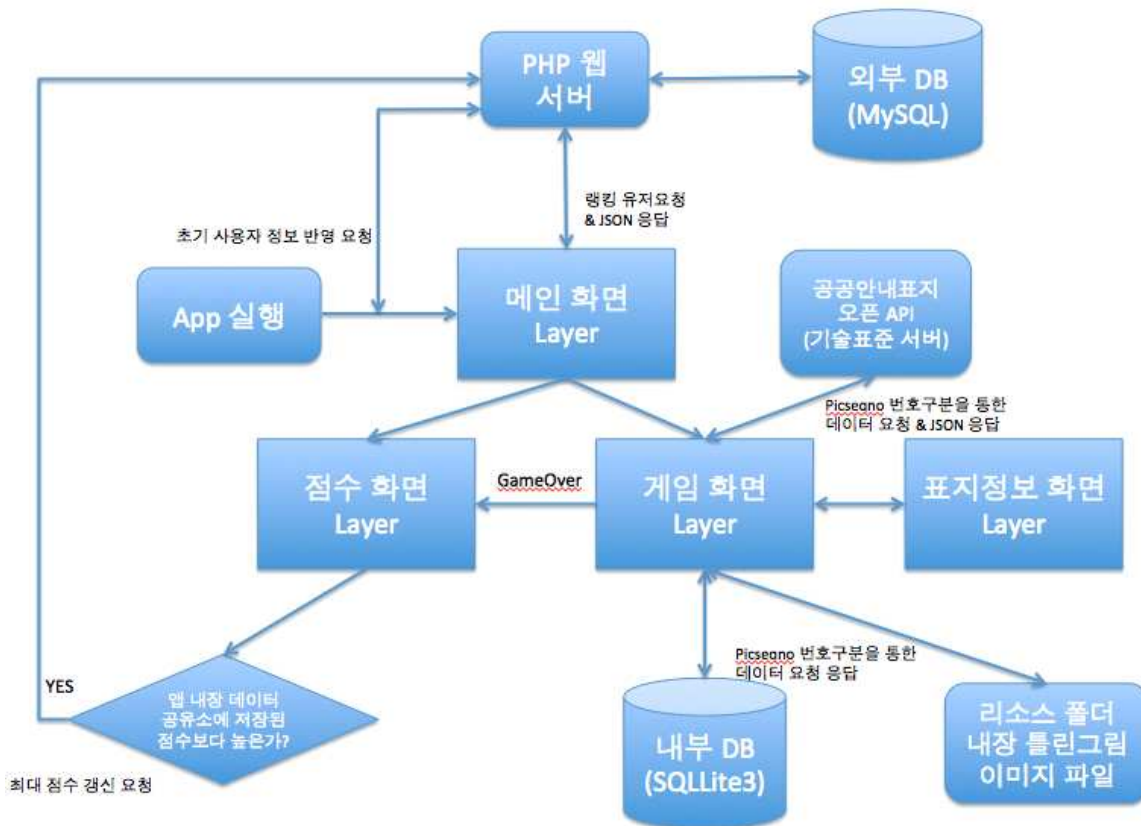 PHP 웹
서버
외부 DB
(MySQL)
랭킹 유저요청
& JSON 응답
초기 사용자 정보 반영 요청
App 실행
메인 화면
Layer
공공안내표지
오픈 API
(기술표준 서버)
Picseqno 번호구분을 통한
데이터 요청 & JSON 응답
점수 화면
Layer
GameOver
게임 화면
Layer
표지정보 화면
Layer
Picseqno 번호구분을 통한
데이터 요청 응답
YES
앱 내장 데이터
공유소에 저장된
점수보다 높은가?
최대 점수 갱신 요청
내부 DB
(SQLLite3)
리소스 폴더
내장 틀린그림
이미지 파일